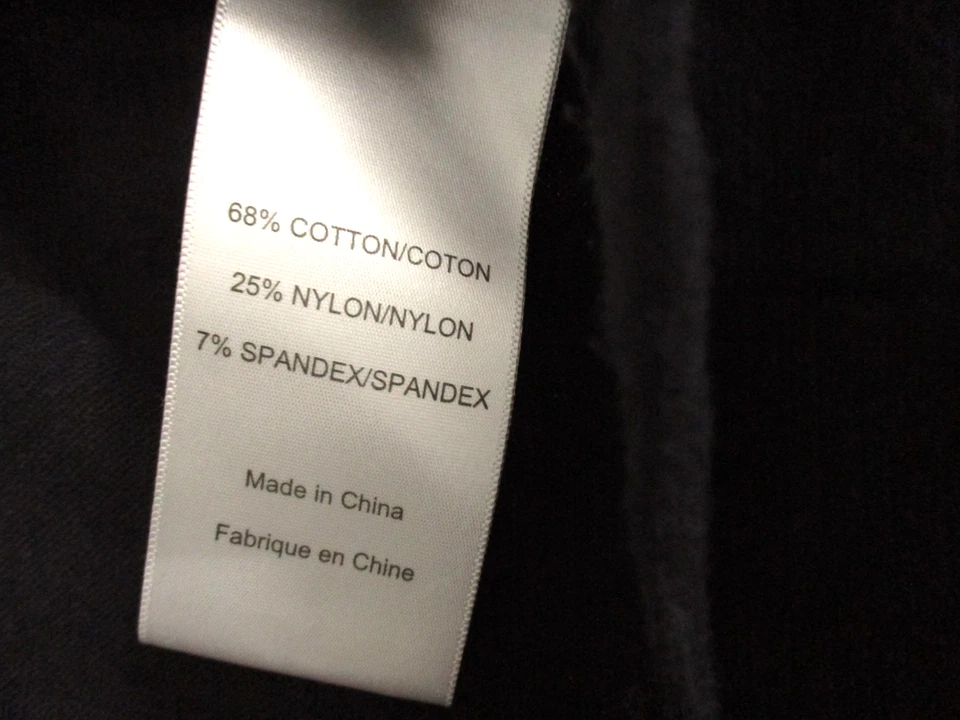 68% COTTON/COTON
25% NYLON/NYLON
7% SPANDEX/SPANDEX
Made in China
Fabrique en Chine